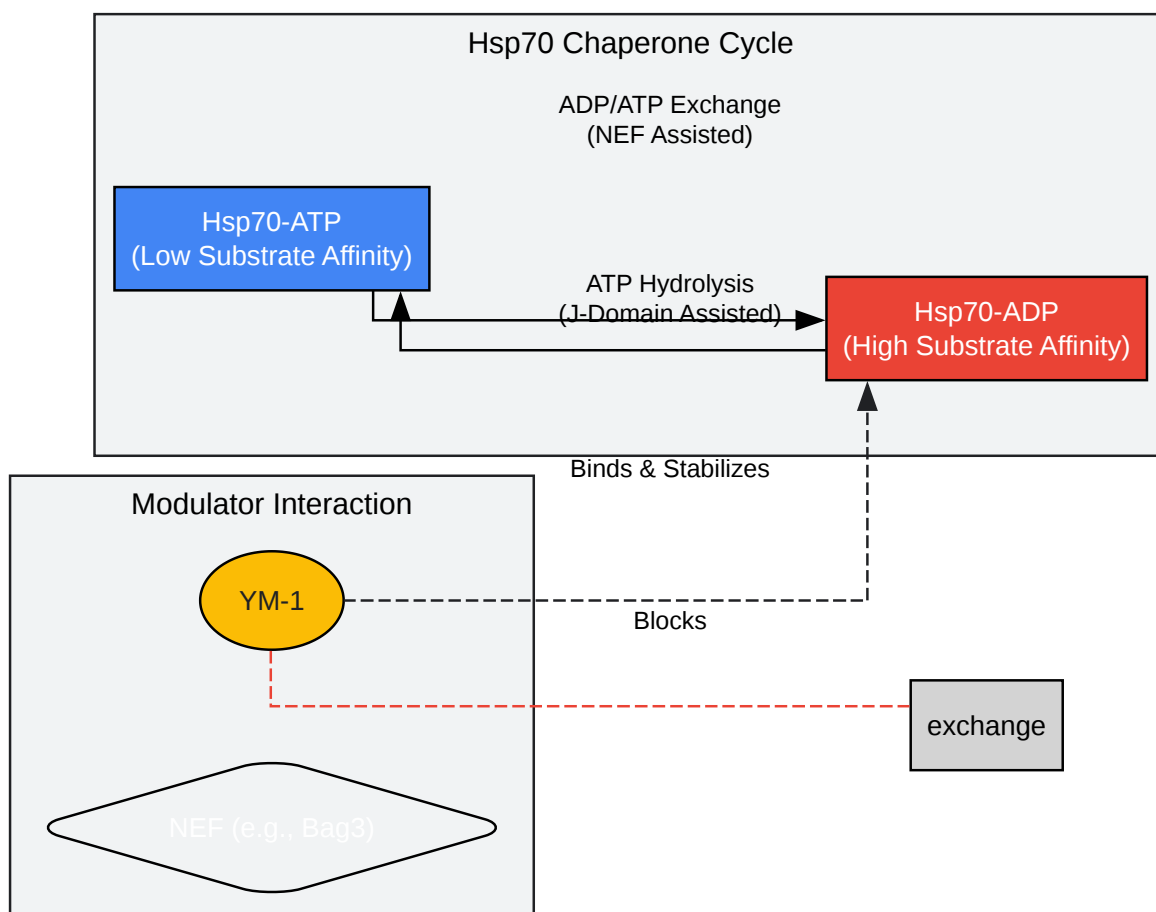 Hsp70 Chaperone Cycle
ADP/ATP Exchange
(NEF Assisted)
Hsp70-ATP
(Low Substrate Affinity)
ATP Hydrolysis
(J-Domain Assisted)
Hsp70-ADP
(High Substrate Affinity)
Binds & Stabilizes
Modulator Interaction
YM-1
Blocks
exchange
NEF (e.g., Bag3)